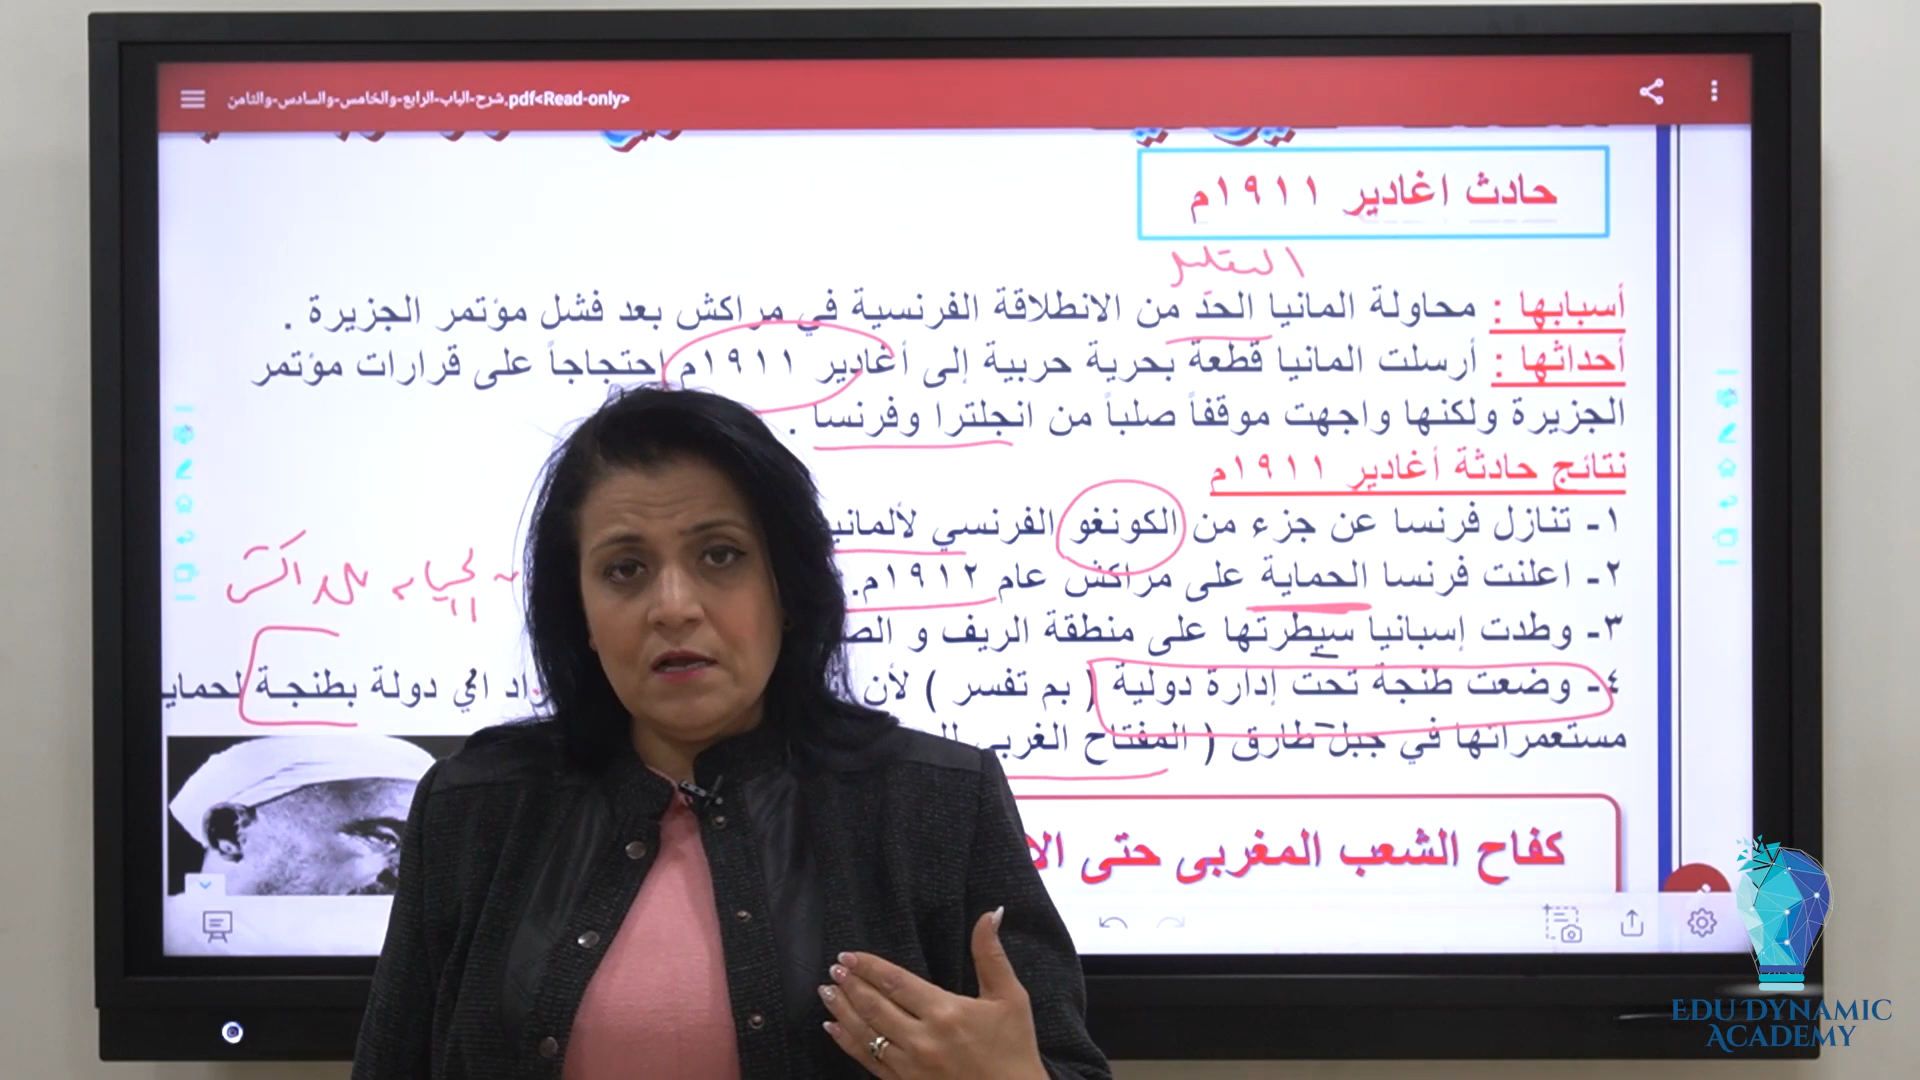 شرح-الباب-الرابع-والخامس-والسادس-والثامن.pdf<Read-only>
حادث اغادير ١٩١١م
التقليل
أسبابها : محاولة المانيا الحد من الانطلاقة الفرنسية في مراكش بعد فشل مؤتمر الجزيرة .
أحداثها : أرسلت المانيا قطعة بحرية حربية إلى أغادير ١٩١١م احتجاجاً على قرارات مؤتمر
الجزيرة ولكنها واجهت موقفاً صلباً من انجلترا وفرنسا .
نتائج حادثة أغادير ١٩١١م
١- تنازل فرنسا عن جزء من الكونغو الفرنسي لألمانيا
٢- اعلنت فرنسا الحماية على مراكش عام ١٩١٢م.
٣- وطدت إسبانيا سيطرتها على منطقة الريف و
٤- وضعت طنجة تحت إدارة دولية ( بم تفسر ) لأن دولة بطنجة لحماية
مستعمراتها في جبل طارق ( المفتاح الغربي
كفاح الشعب المغربى حتى
EDU DYNAMIC
ACADEMY